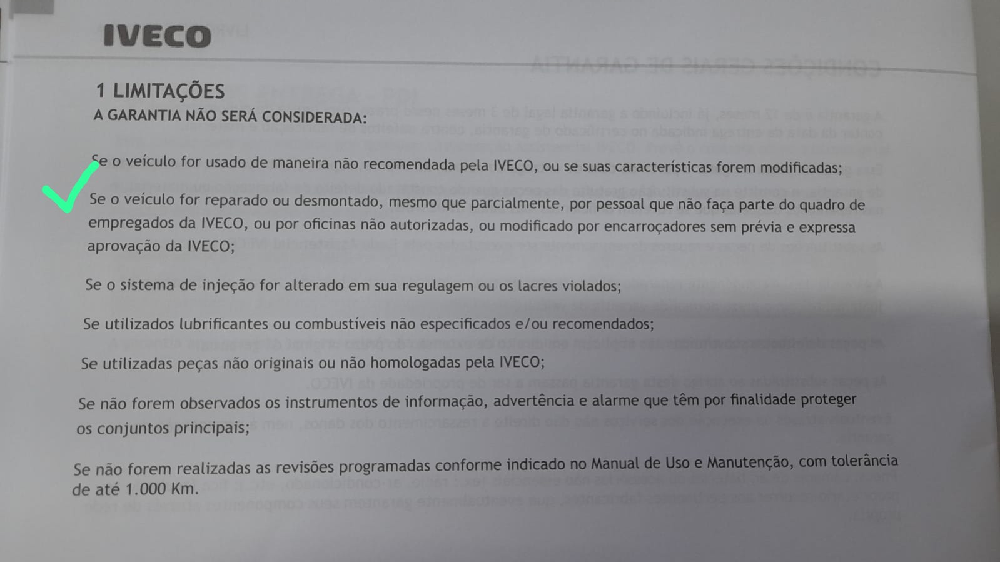 IVECO
1 LIMITAÇÕES
A GARANTIA NÃO SERÁ CONSIDERADA:
Se o veículo for usado de maneira não recomendada pela IVECO, ou se suas características forem modificadas;
Se o veículo for reparado ou desmontado, mesmo que parcialmente, por pessoal que não faça parte do quadro de
empregados da IVECO, ou por oficinas não autorizadas, ou modificado por encarroçadores sem prévia e expressa
aprovação da IVECO;
Se o sistema de injeção for alterado em sua regulagem ou os lacres violados;
Se utilizados lubrificantes ou combustíveis não especificados e/ou recomendados;
Se utilizadas peças não originais ou não homologadas pela IVECO;
Se não forem observados os instrumentos de informação, advertência e alarme que têm por finalidade proteger
os conjuntos principais;
Se não forem realizadas as revisões programadas conforme indicado no Manual de Uso e Manutenção, com tolerância
de até 1.000 Km.